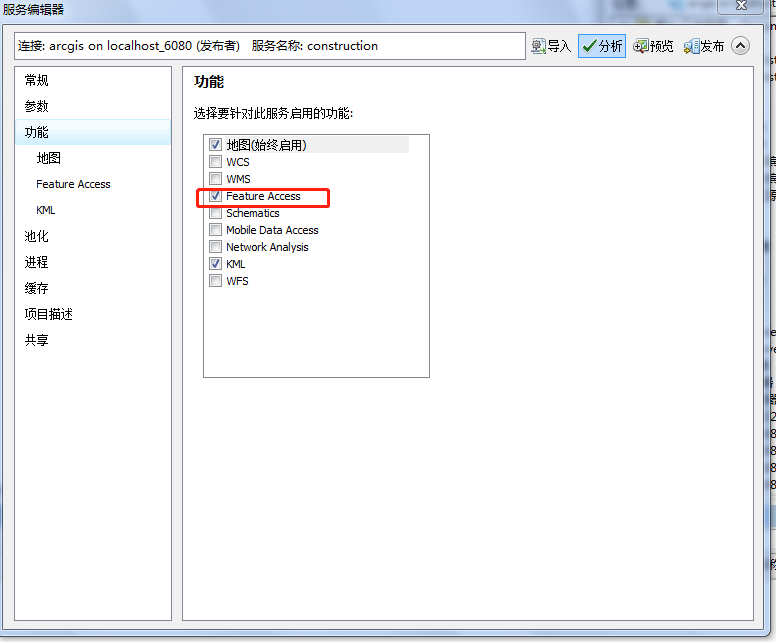 服务编辑器
连接: arcgis on localhost_6080 (发布者) 服务名称: construction
导入 分析 预览 发布
常规
参数
功能
地图
Feature Access
KML
池化
进程
缓存
项目描述
共享
功能
选择要针对此服务启用的功能:
地图(始终启用)
WCS
WMS
Feature Access
Schematics
Mobile Data Access
Network Analysis
KML
WFS